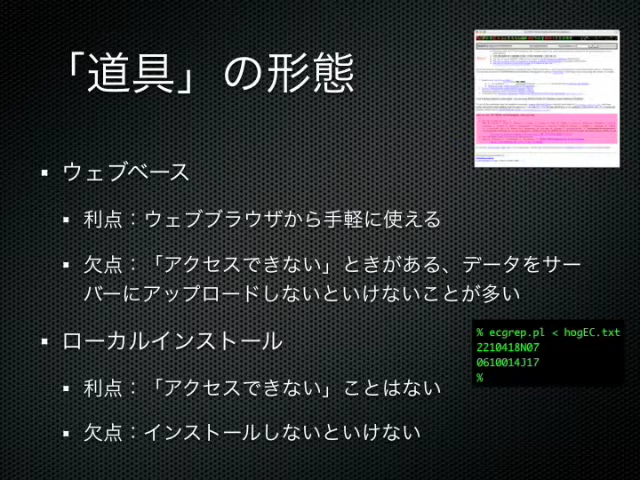 「道具」の形態
ウェブベース
利点：ウェブブラウザから手軽に使える
欠点：「アクセスできない」ときがある、データをサー
バーにアップロードしないといけないことが多い
ローカルインストール
利点：「アクセスできない」ことはない
欠点：インストールしないといけない
% ecgrep.pl < hogEC.txt
2210418N07
0610014J17
%